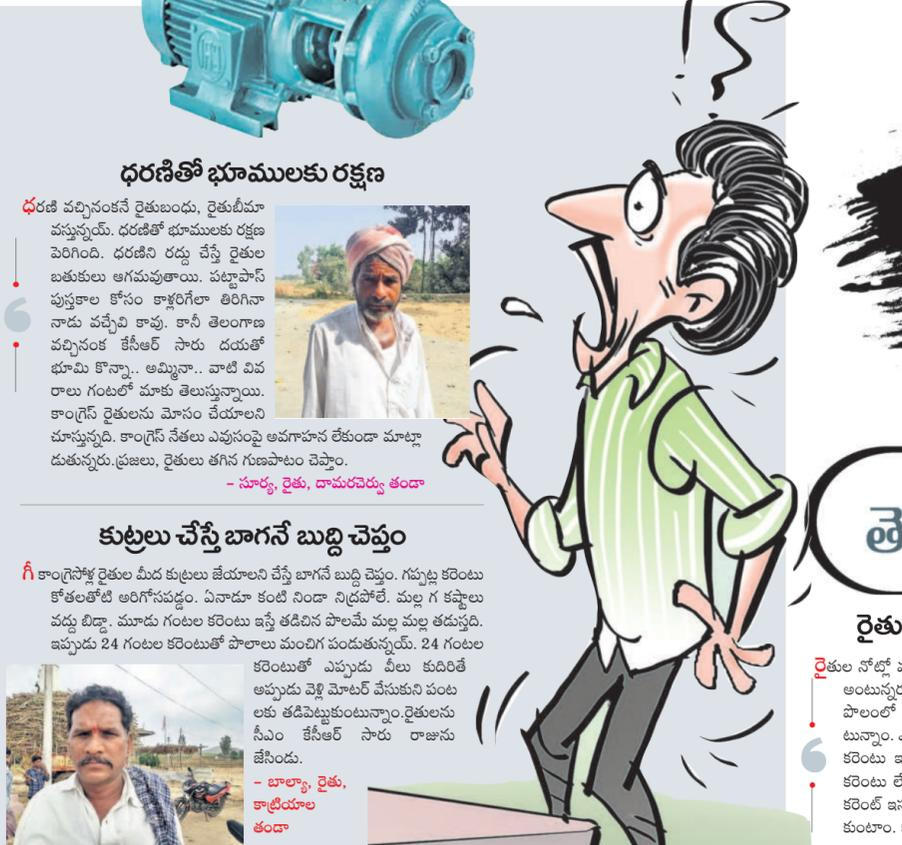 ధరణితో భూములకు రక్షణ
ధరణి వచ్చినంకనే రైతుబంధు, రైతుబీమా
వస్తున్నయ్. ధరణితో భూములకు రక్షణ
పెరిగింది. ధరణిని రద్దు చేస్తే రైతుల
బతుకులు ఆగమవుతాయి. పట్టాపాస్
పుస్తకాల కోసం కాళ్లరిగేలా తిరిగినా
నాడు వచ్చేవి కావు. కానీ తెలంగాణ
వచ్చినంక కేసీఆర్ సారు దయతో
భూమి కొన్నా.. అమ్మినా.. వాటి వివ
రాలు గంటలో మాకు తెలుస్తున్నాయి.
కాంగ్రెస్ రైతులను మోసం చేయాలని
చూస్తున్నది. కాంగ్రెస్ నేతలు ఎవుసంపై అవగాహన లేకుండా మాట్లా
డుతున్నరు.ప్రజలు, రైతులు తగిన గుణపాటం చెప్తాం.
– సూర్య, రైతు, దామరచెర్వు తండా
కుట్రలు చేస్తే బాగనే బుద్ది చెప్తం
గీ కాంగ్రెసోళ్ల రైతుల మీద కుట్రలు జేయాలని చేస్తే బాగనే బుద్ది చెప్తం. గప్పట్ల కరెంటు
కోతలతోటి అరిగోసపడ్డం. ఏనాడూ కంటి నిండా నిద్రపోలే. మల్ల గ కష్టాలు
వద్దు బిడ్డా. మూడు గంటల కరెంటు ఇస్తే తడిచిన పొలమే మల్ల మల్ల తడుస్తది.
ఇప్పుడు 24 గంటల కరెంటుతో పొలాలు మంచిగ పండుతున్నయ్. 24 గంటల
కరెంటుతో ఎప్పుడు వీలు కుదిరితే
అప్పుడు వెళ్లి మోటర్ వేసుకుని పంట
లకు తడిపెట్టుకుంటున్నాం.రైతులను
సీఎం కేసీఆర్ సారు రాజును
జేసిండు.
– బాల్యా, రైతు,
కాట్రియాల
తండా
తె
రైతు
రైతుల నోట్లో
అంటున్నర
పొలంలో
టున్నాం.
కరెంటు
కరెంటు
కరెంట్
కుంటాం.